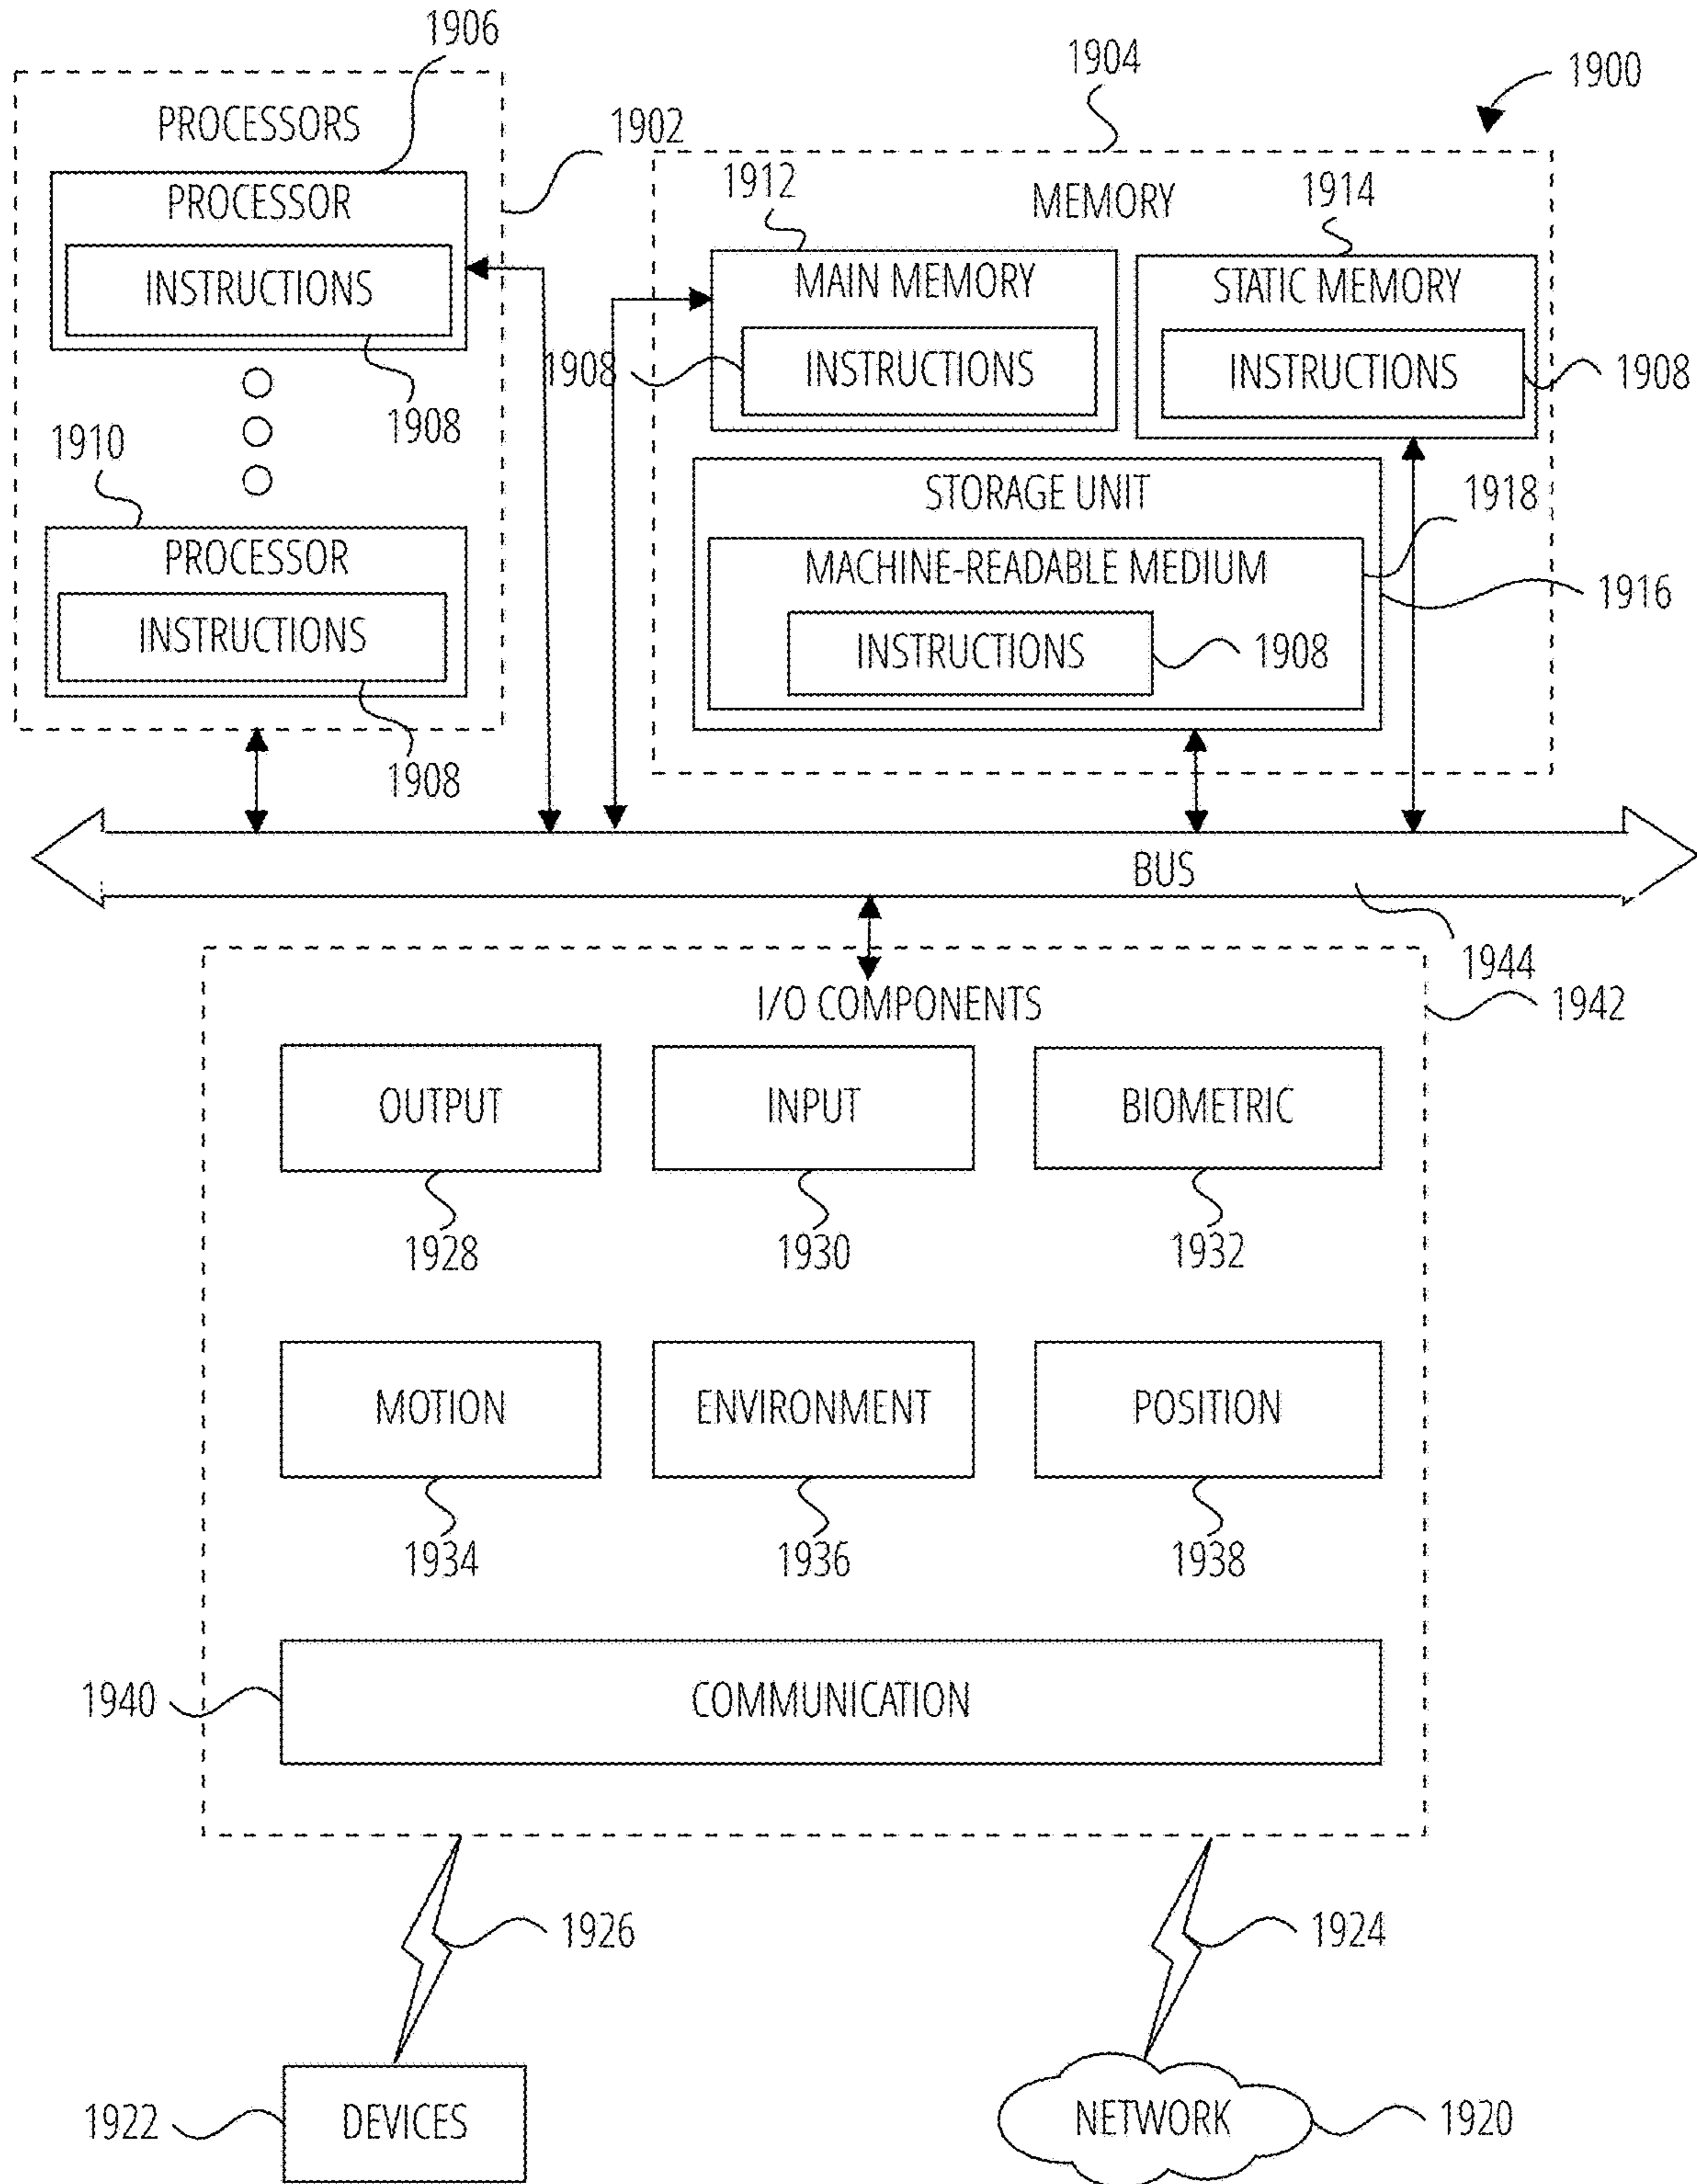 1906
1904
1900
PROCESSORS
1902
PROCESSOR
INSTRUCTIONS
1908
1910
PROCESSOR
INSTRUCTIONS
1908
MEMORY
1912
1914
MAIN MEMORY
INSTRUCTIONS
1908
STATIC MEMORY
INSTRUCTIONS
1908
STORAGE UNIT
1918
MACHINE-READABLE MEDIUM
1916
INSTRUCTIONS
1908
BUS
1944
I/O COMPONENTS
1942
OUTPUT
INPUT
BIOMETRIC
1928
1930
1932
MOTION
ENVIRONMENT
POSITION
1934
1936
1938
1940
COMMUNICATION
1926
1924
1922
DEVICES
NETWORK
1920